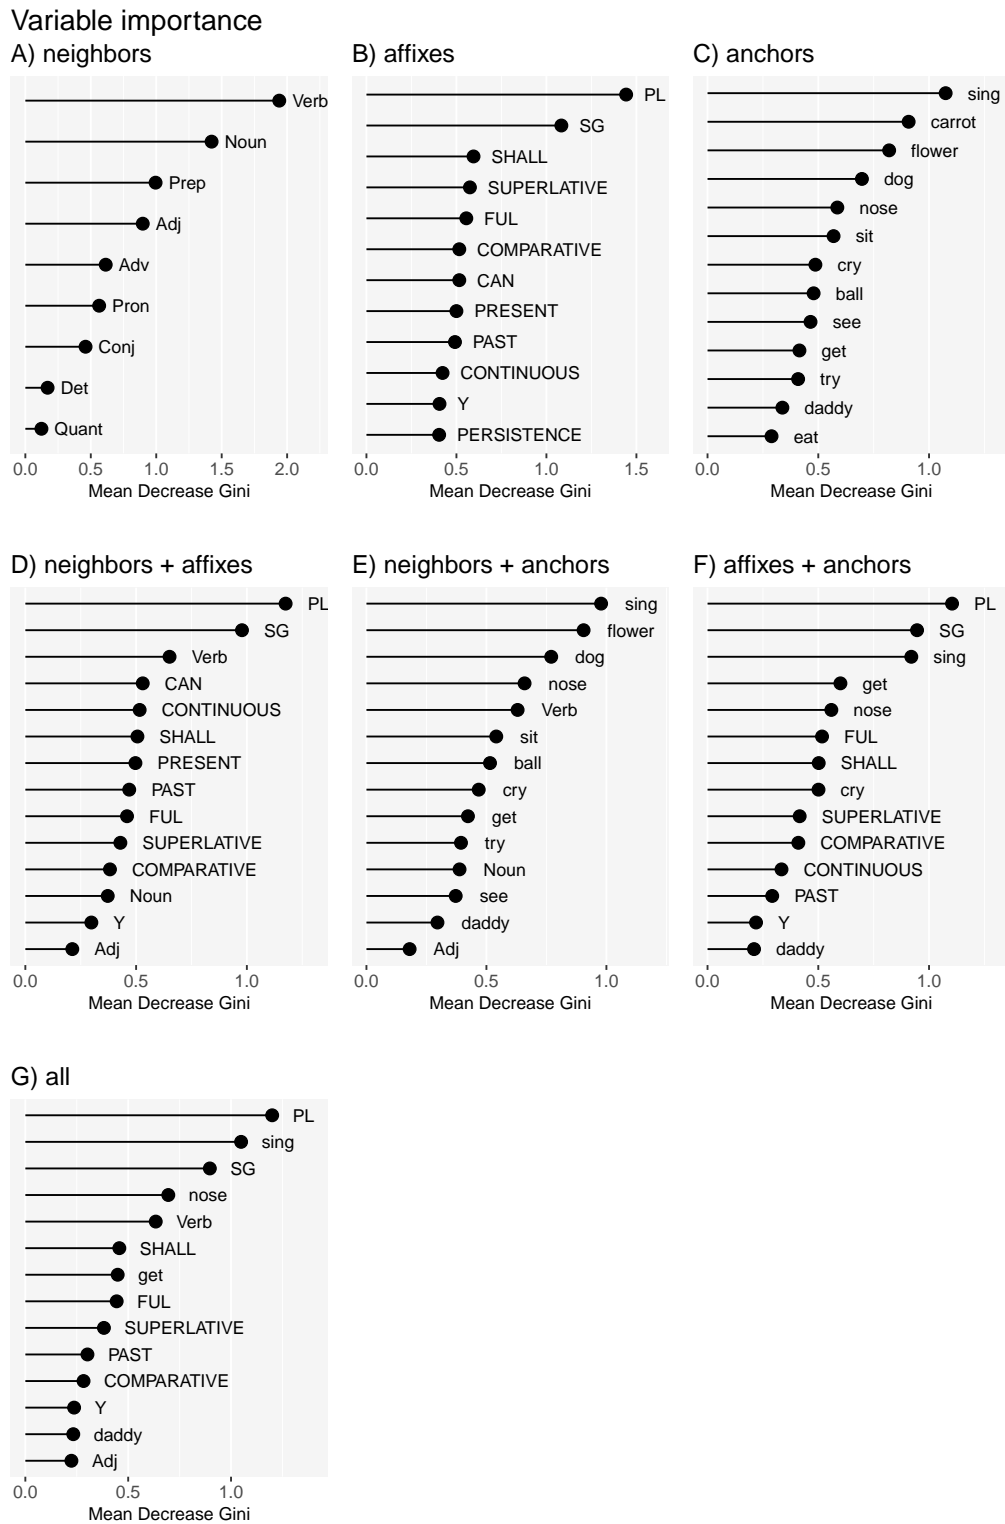 Variable importance
A) neighbors
Verb
Noun
Prep
Adj
Adv
Pron
Conj
Det
Quant
0.0 0.5 1.0 1.5 2.0
Mean Decrease Gini
B) affixes
PL
SG
SHALL
SUPERLATIVE
FUL
COMPARATIVE
CAN
PRESENT
PAST
CONTINUOUS
Y
PERSISTENCE
0.0 0.5 1.0 1.5
Mean Decrease Gini
C) anchors
sing
carrot
flower
dog
nose
sit
cry
ball
see
get
try
daddy
eat
0.0 0.5 1.0
Mean Decrease Gini
D) neighbors + affixes
PL
SG
Verb
CAN
CONTINUOUS
SHALL
PRESENT
PAST
FUL
SUPERLATIVE
COMPARATIVE
Noun
Y
Adj
0.0 0.5 1.0
Mean Decrease Gini
E) neighbors + anchors
sing
flower
dog
nose
Verb
sit
ball
cry
get
try
Noun
see
daddy
Adj
0.0 0.5 1.0
Mean Decrease Gini
F) affixes + anchors
PL
SG
sing
get
nose
FUL
SHALL
cry
SUPERLATIVE
COMPARATIVE
CONTINUOUS
PAST
Y
daddy
0.0 0.5 1.0
Mean Decrease Gini
G) all
PL
sing
SG
nose
Verb
SHALL
get
FUL
SUPERLATIVE
PAST
COMPARATIVE
Y
daddy
Adj
0.0 0.5 1.0
Mean Decrease Gini